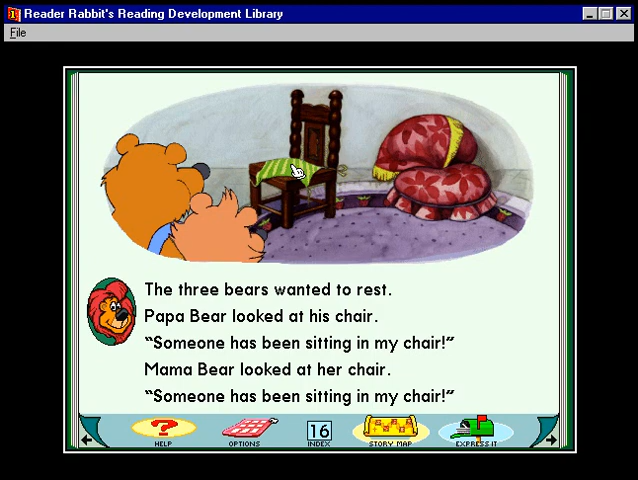 Reader Rabbit's Reading Development Library
File
The three bears wanted to rest.
Papa Bear looked at his chair.
“Someone has been sitting in my chair!”
Mama Bear looked at her chair.
“Someone has been sitting in my chair!”
?
HELP
OPTIONS
16
INDEX
STORY MAP
EXPRESS IT